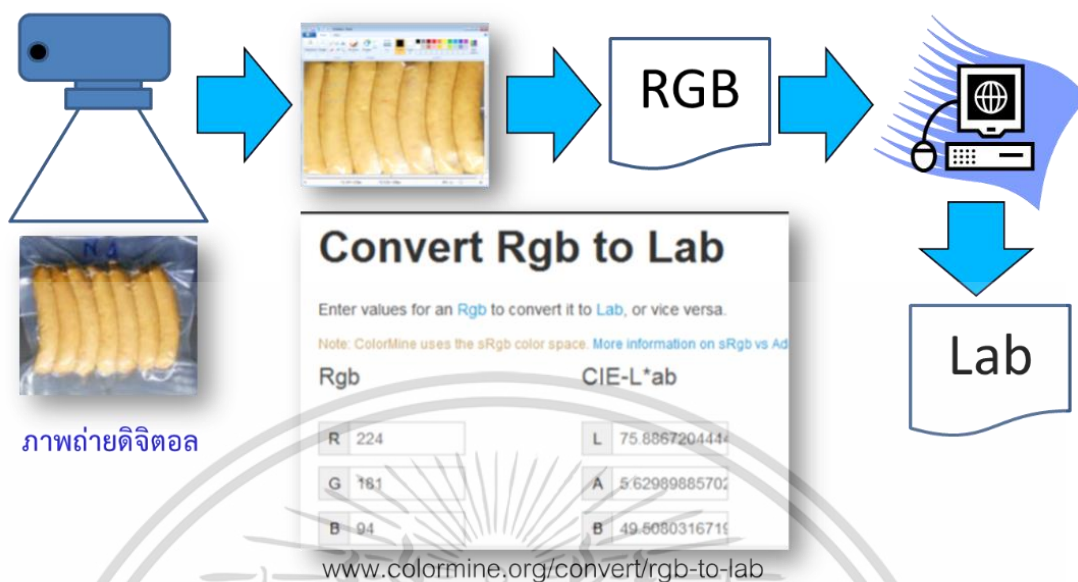 RGB
N 3
ภาพถ่ายดิจิตอล
Convert Rgb to Lab
Enter values for an Rgb to convert it to Lab, or vice versa.
Note: ColorMine uses the sRgb color space. More information on sRgb vs Ad
Rgb CIE-L*ab
R 224 L 75.8867204444
G 181 A 5.62989885702
B 94 B 49.5080316719
www.colormine.org/convert/rgb-to-lab
Lab